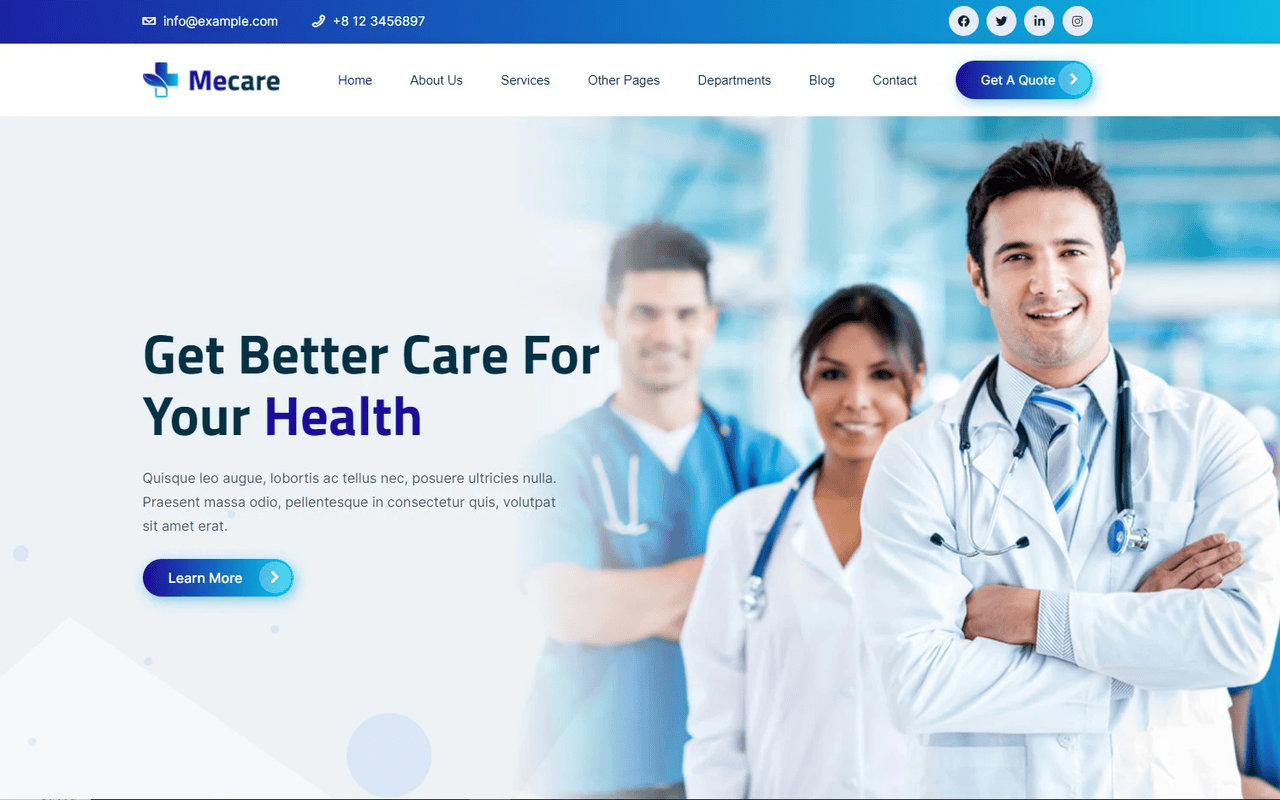 info@example.com
+8 12 3456897
Mecare
Home
About Us
Services
Other Pages
Departments
Blog
Contact
Get A Quote
Get Better Care For
Your Health
Quisque leo augue, lobortis ac tellus nec, posuere ultricies nulla.
Praesent massa odio, pellentesque in consectetur quis, volutpat
sit amet erat.
Learn More